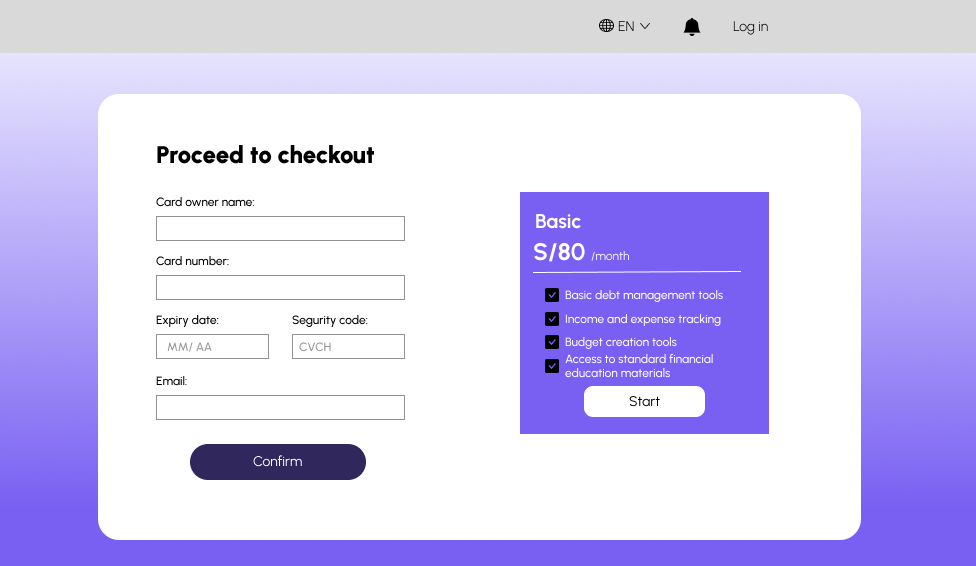 EN
Log in
Proceed to checkout
Card owner name:
Card number:
Expiry date:
Segurity code:
MM/ AA
CVCH
Email:
Confirm
Basic
S/80 /month
Basic debt management tools
Income and expense tracking
Budget creation tools
Access to standard financial
education materials
Start